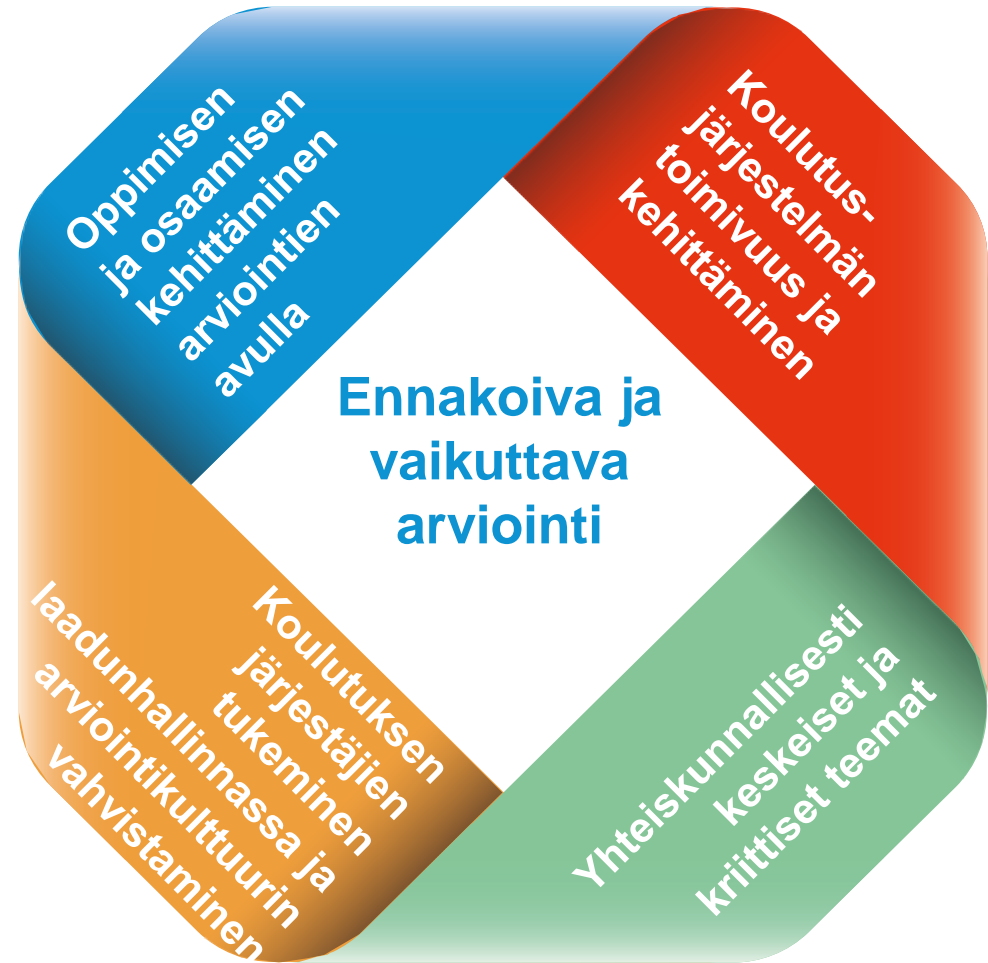 Oppimisen
ja osaamisen
kehittäminen
arviointien
avulla
Koulutus-
järjestelmän
toimivuus ja
kehittäminen
Ennakoiva ja
vaikuttava
arviointi
Koulutuksen
järjestäjien
tukeminen
laadunhallinnassa ja
arviointikulttuurin
vahvistaminen
Yhteiskunnallisesti
keskeiset ja
kriittiset teemat